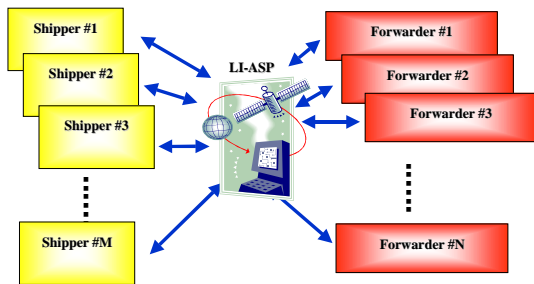 Shipper #1
Shipper #2
Shipper #3
Shipper #M
LI-ASP
Forwarder #1
Forwarder #2
Forwarder #3
Forwarder #N